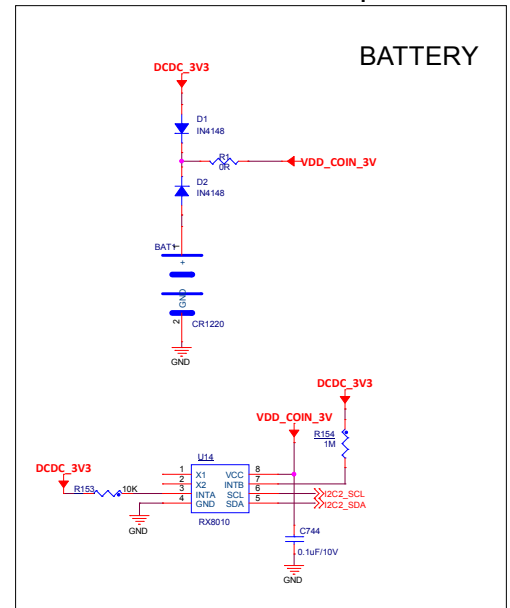 BATTERY
DCDC_3V3
D1
IN4148
R1
0R
VDD_COIN_3V
D2
IN4148
BAT1
1
+
GND
2
CR1220
GND
DCDC_3V3
VDD_COIN_3V
R154
1M
U14
DCDC_3V3
1 X1 VCC 8
2 X2 INTB 7
R153 10K 3 INTA SCL 6 I2C2_SCL
4 GND SDA 5 I2C2_SDA
RX8010
GND
C744
0.1uF/10V
GND